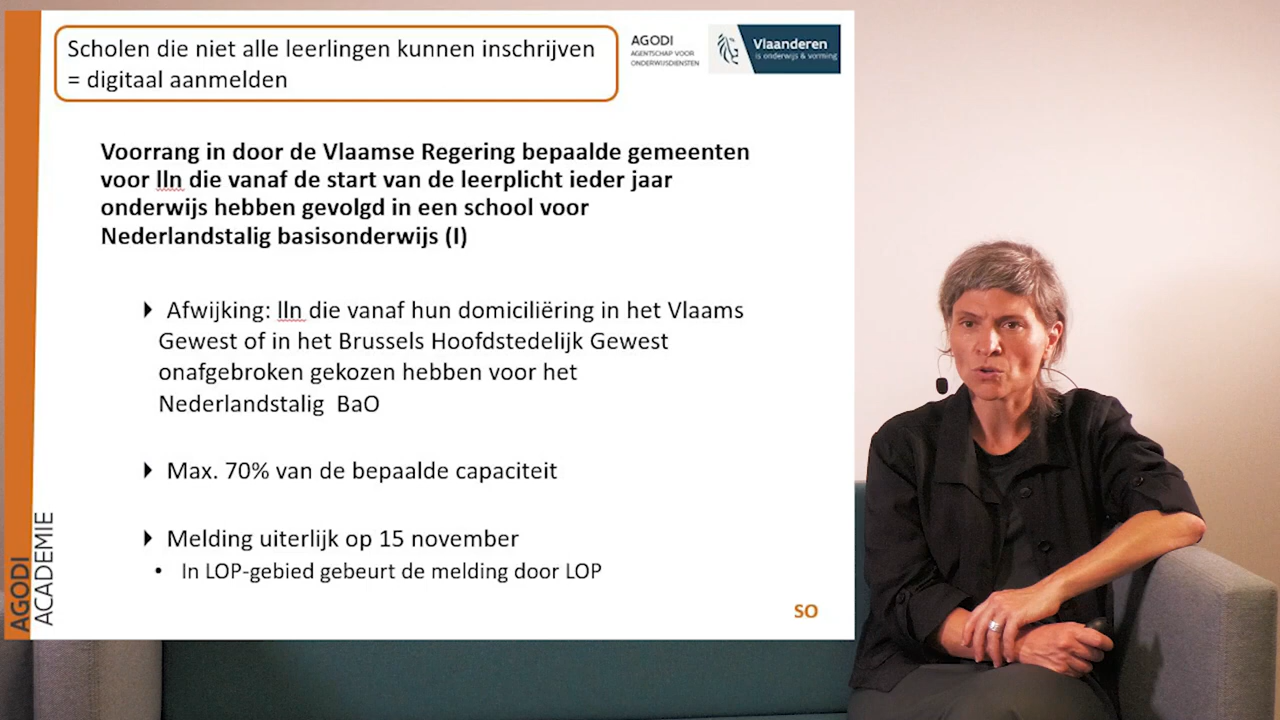 Scholen die niet alle leerlingen kunnen inschrijven
= digitaal aanmelden
AGODI
AGENTSCHAP VOOR
ONDERWIJSDIENSTEN
Vlaanderen
is onderwijs & vorming
Voorrang in door de Vlaamse Regering bepaalde gemeenten
voor lln die vanaf de start van de leerplicht ieder jaar
onderwijs hebben gevolgd in een school voor
Nederlandstalig basisonderwijs (I)
Afwijking: lln die vanaf hun domiciliëring in het Vlaams
Gewest of in het Brussels Hoofdstedelijk Gewest
onafgebroken gekozen hebben voor het
Nederlandstalig BaO
Max. 70% van de bepaalde capaciteit
Melding uiterlijk op 15 november
• In LOP-gebied gebeurt de melding door LOP
SO
AGODI
ACADEMIE